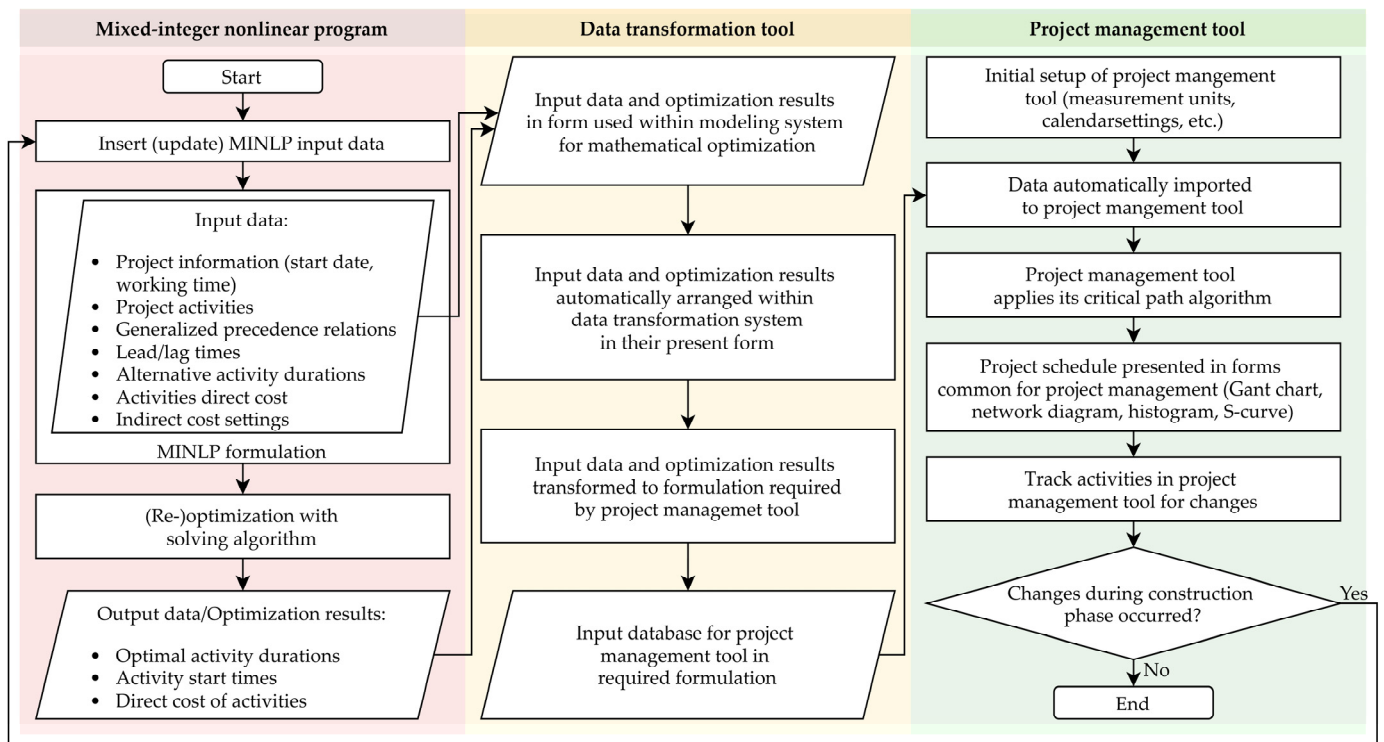 Mixed-integer nonlinear program
Start
Insert (update) MINLP input data
Input data:
• Project information (start date,
working time)
• Project activities
• Generalized precedence relations
• Lead/lag times
• Alternative activity durations
• Activities direct cost
• Indirect cost settings
MINLP formulation
(Re-)optimization with
solving algorithm
Output data/Optimization results:
• Optimal activity durations
• Activity start times
• Direct cost of activities
Data transformation tool
Input data and optimization results
in form used within modeling system
for mathematical optimization
Input data and optimization results
automatically arranged within
data transformation system
in their present form
Input data and optimization results
transformed to formulation required
by project managemet tool
Input database for project
management tool in
required formulation
Project management tool
Initial setup of project mangement
tool (measurement units,
calendarsettings, etc.)
Data automatically imported
to project mangement tool
Project management tool
applies its critical path algorithm
Project schedule presented in forms
common for project management (Gant chart,
network diagram, histogram, S-curve)
Track activities in project
management tool for changes
Changes during construction
phase occurred?
Yes
No
End